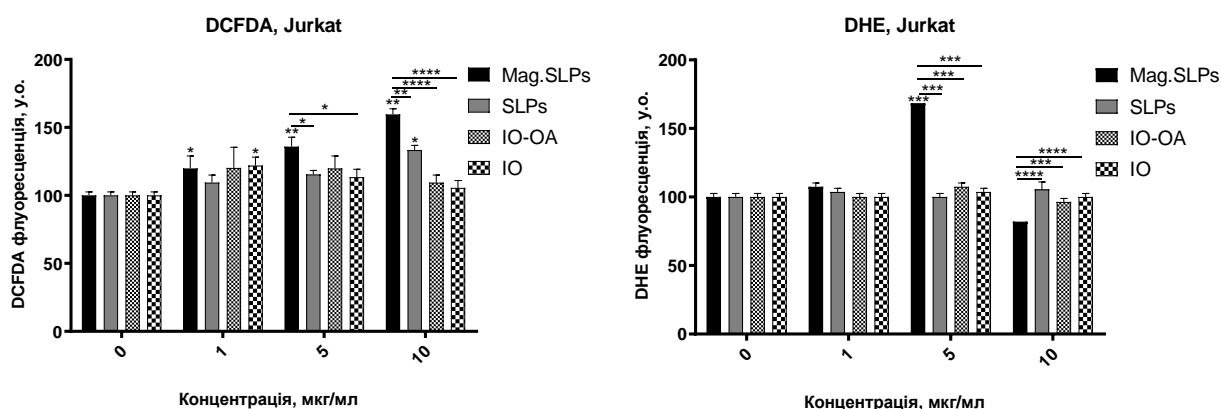 DCFDA, Jurkat
DCFDA флуоресценція, у.о.
200
150
100
50
0
****
****
**
**
*
*
**
*
*
*
0
1
5
10
Концентрація, мкг/мл
Mag.SLPs
SLPs
IO-OA
IO
DHE, Jurkat
DHE флуоресценція, у.о.
200
150
100
50
0
***
***
***
***
****
***
****
0
1
5
10
Концентрація, мкг/мл
Mag.SLPs
SLPs
IO-OA
IO